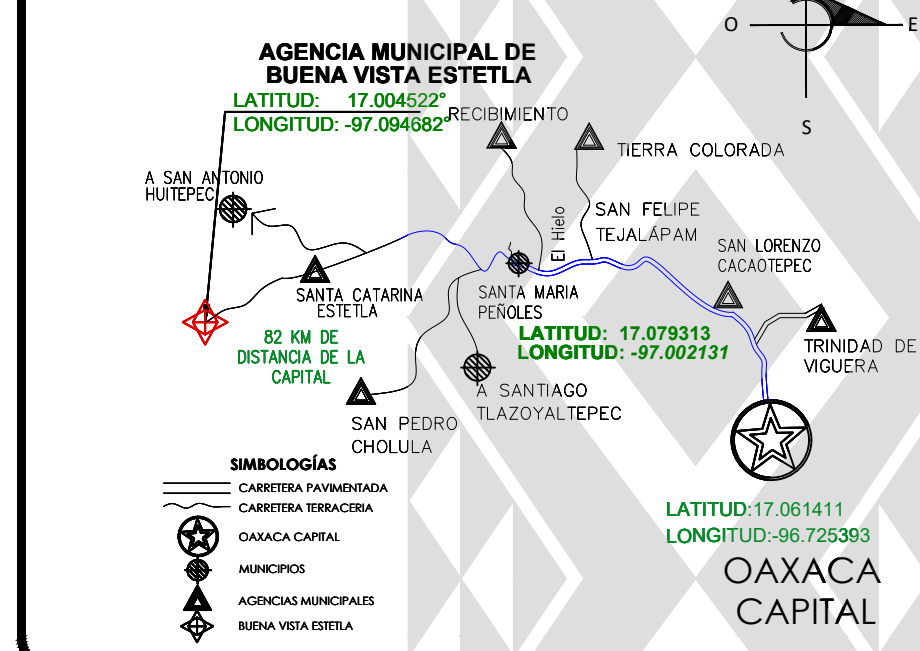 O
E
S
AGENCIA MUNICIPAL DE
BUENA VISTA ESTETLA
LATITUD: 17.004522°
LONGITUD: -97.094682°
RECIBIMIENTO
TIERRA COLORADA
A SAN ANTONIO
HUITEPEC
El Hielo
SAN FELIPE
TEJALÁPAM
SAN LORENZO
CACAOTEPEC
SANTA CATARINA
ESTETLA
SANTA MARIA
PEÑOLES
LATITUD: 17.079313
LONGITUD: -97.002131
82 KM DE
DISTANCIA DE LA
CAPITAL
TRINIDAD DE
VIGUERA
A SANTIAGO
TLAZOYALTEPEC
SAN PEDRO
CHOLULA
SIMBOLOGÍAS
CARRETERA PAVIMENTADA
CARRETERA TERRACERIA
OAXACA CAPITAL
MUNICIPIOS
AGENCIAS MUNICIPALES
BUENA VISTA ESTETLA
LATITUD:17.061411
LONGITUD:-96.725393
OAXACA
CAPITAL